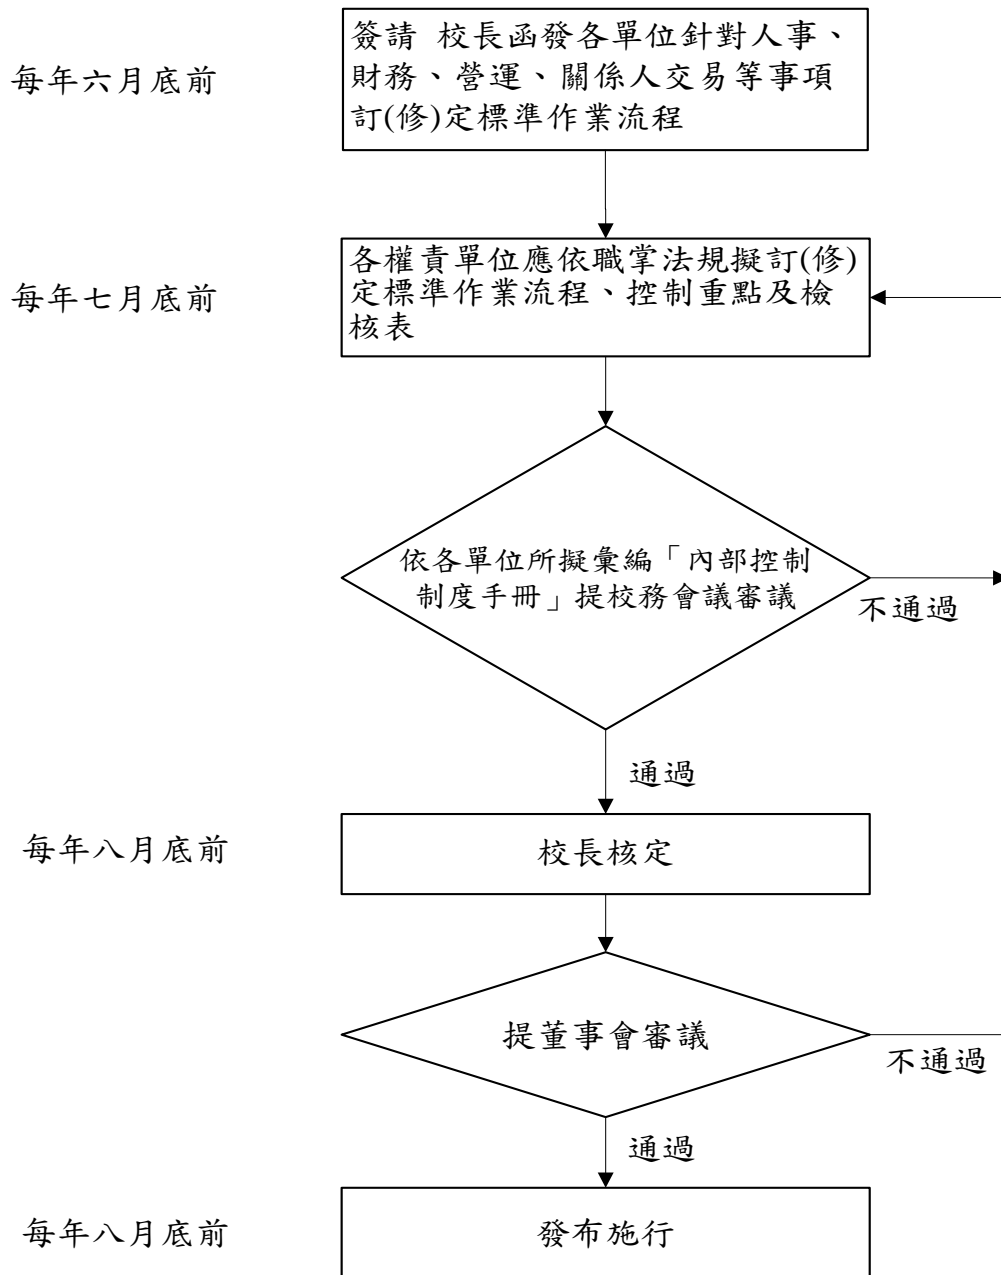 每年六月底前
簽請 校長函發各單位針對人事、
財務、營運、關係人交易等事項
訂(修)定標準作業流程
每年七月底前
各權責單位應依職掌法規擬訂(修)
定標準作業流程、控制重點及檢
核表
依各單位所擬彙編「內部控制
制度手冊」提校務會議審議
不通過
通過
每年八月底前
校長核定
提董事會審議
不通過
通過
每年八月底前
發布施行